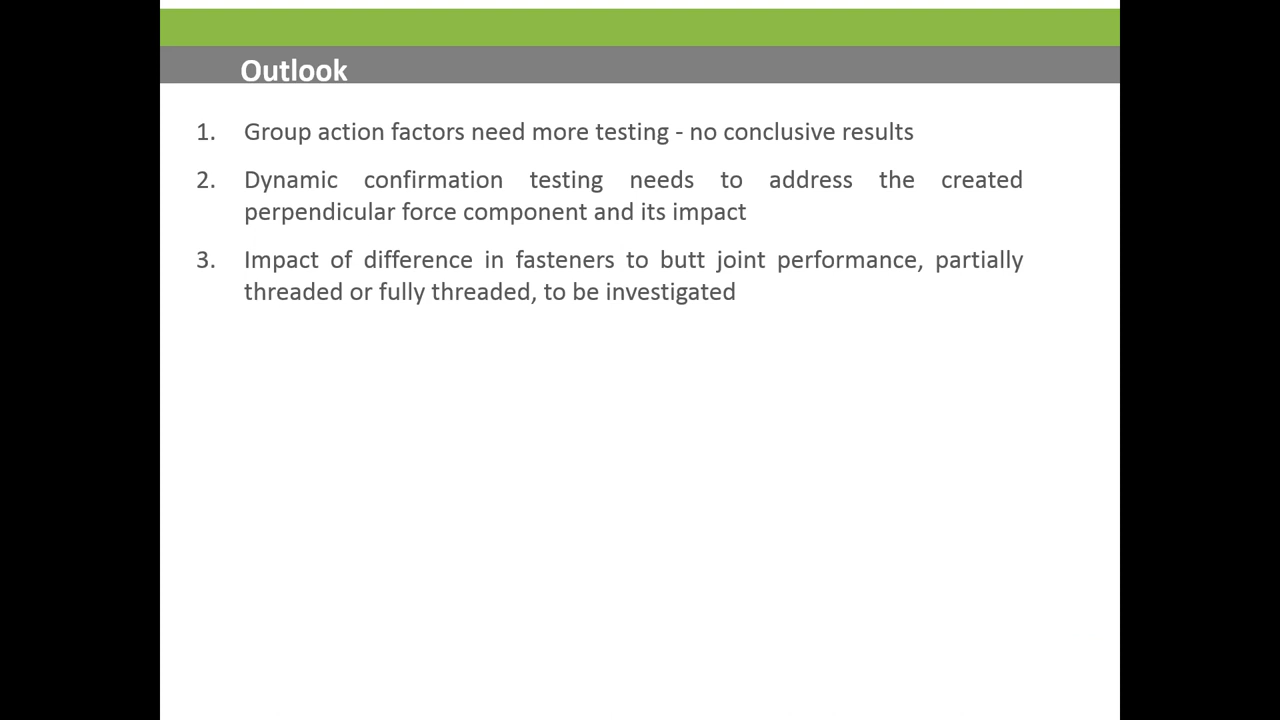 Outlook
1. Group action factors need more testing - no conclusive results
2. Dynamic confirmation testing needs to address the created
perpendicular force component and its impact
3. Impact of difference in fasteners to butt joint performance, partially
threaded or fully threaded, to be investigated